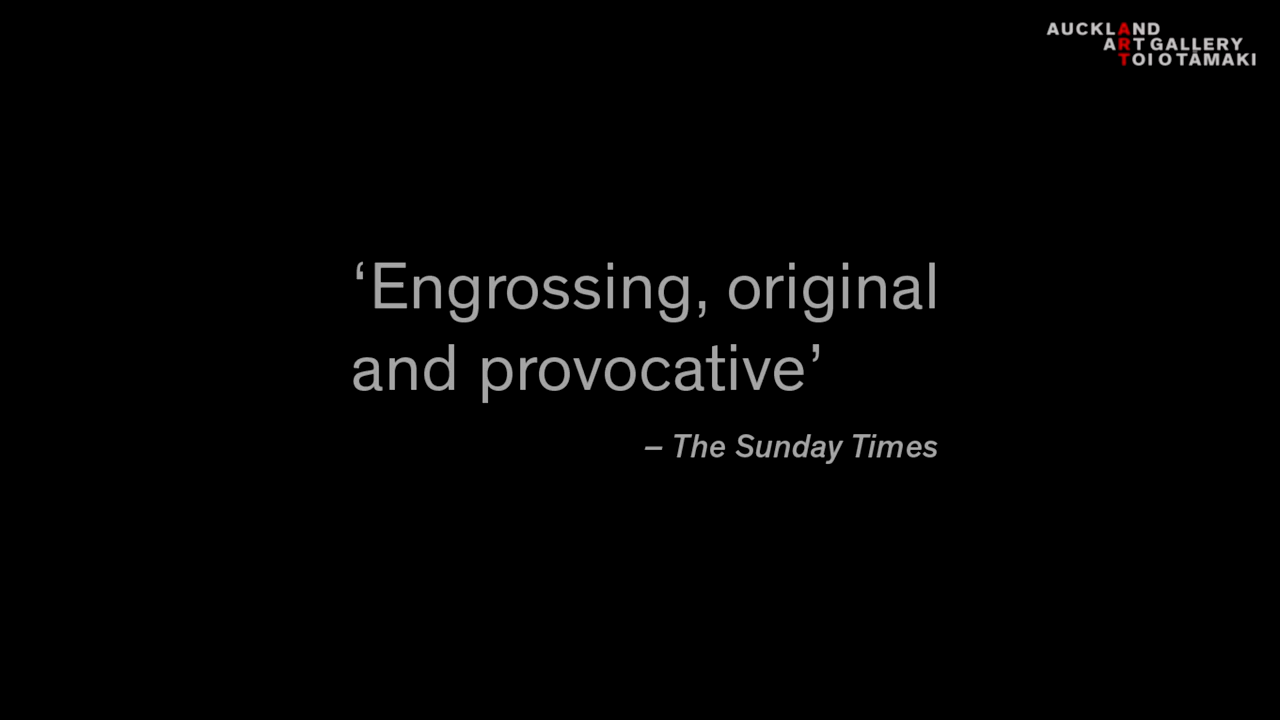 AUCKLAND
ART GALLERY
TOI O TĀMAKI
‘Engrossing, original
and provocative’
– The Sunday Times